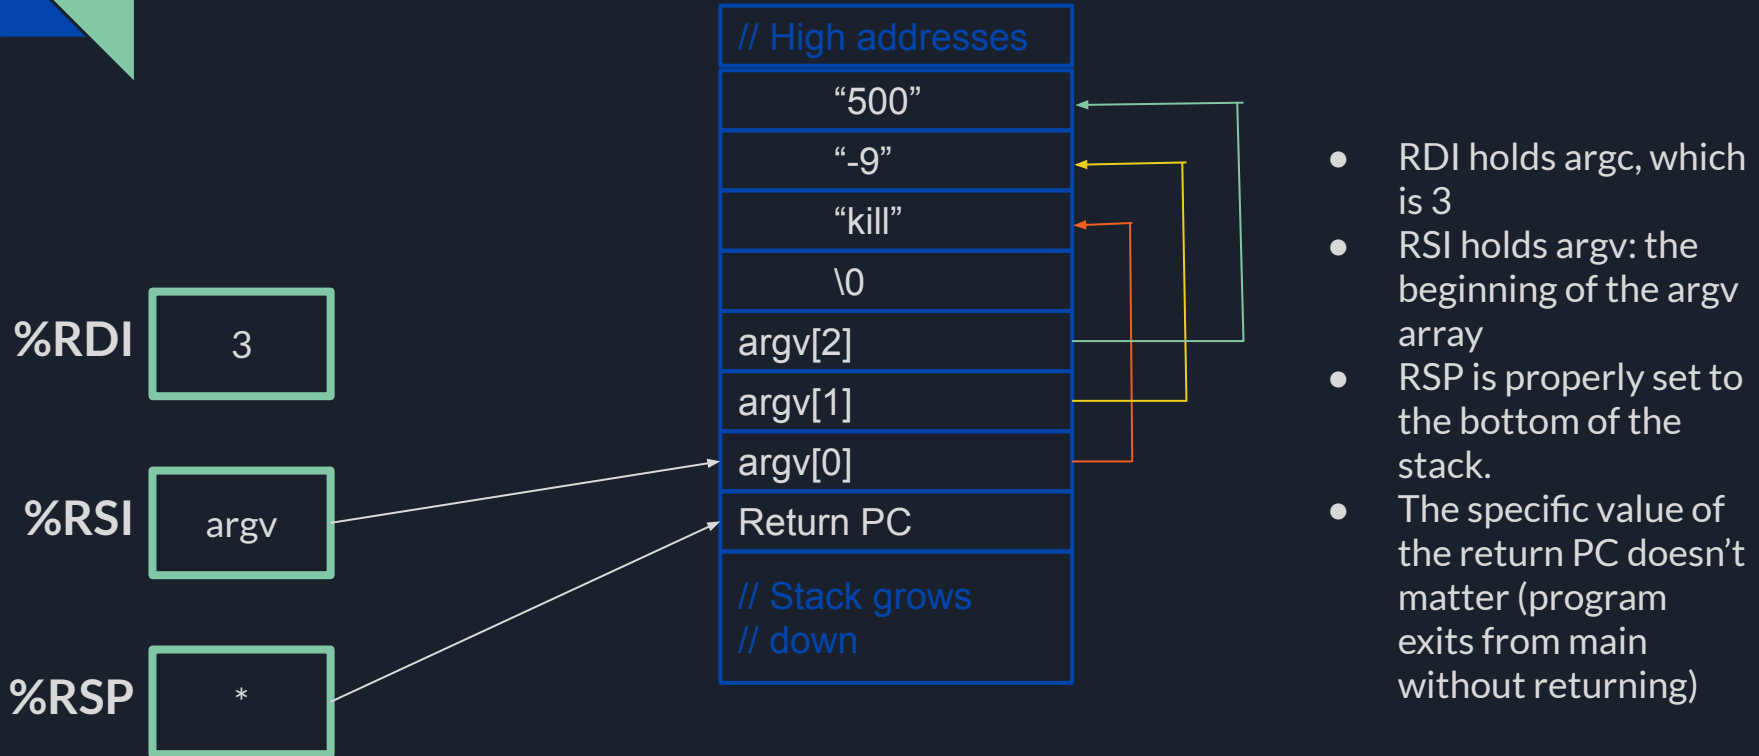 // High addresses
“500”
“-9”
“kill”
\0
argv[2]
argv[1]
argv[0]
Return PC
// Stack grows
// down
%RDI
3
%RSI
argv
%RSP
*
● RDI holds argc, which
is 3
● RSI holds argv: the
beginning of the argv
array
● RSP is properly set to
the bottom of the
stack.
● The specific value of
the return PC doesn’t
matter (program
exits from main
without returning)